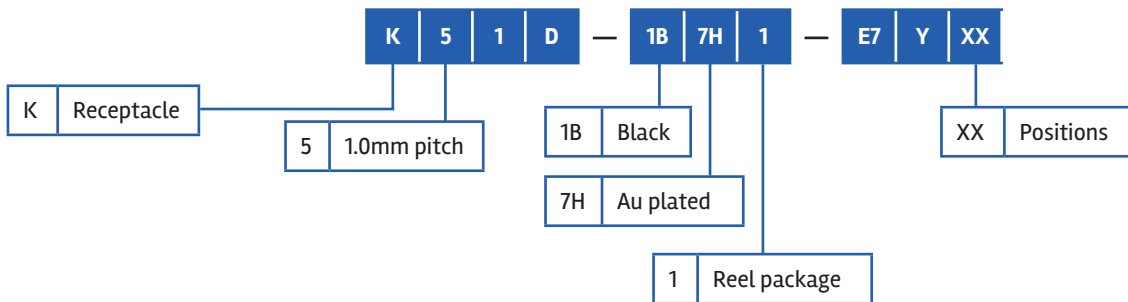 K 5 1 D — 1B 7H 1 — E7 Y XX
K Receptacle
5 1.0mm pitch
1B Black
XX Positions
7H Au plated
1 Reel package